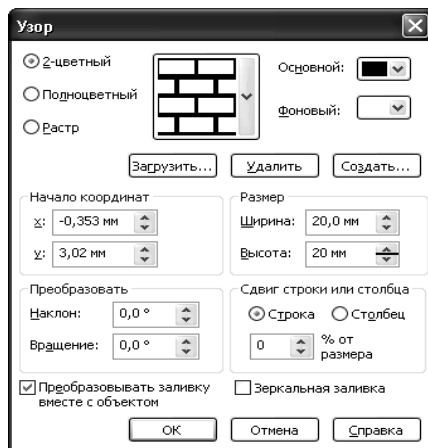 Узор
2-цветный
Полноцветный
Растр
Основной:
Фоновый:
Загрузить... Удалить Создать...
Начало координат
x: -0,353 мм
y: 3,02 мм
Размер
Ширина: 20,0 мм
Высота: 20 мм
Преобразовать
Наклон: 0,0 °
Вращение: 0,0 °
Сдвиг строки или столбца
Строка Столбец
0 % от
размера
Преобразовывать заливку
вместе с объектом
Зеркальная заливка
ОК Отмена Справка